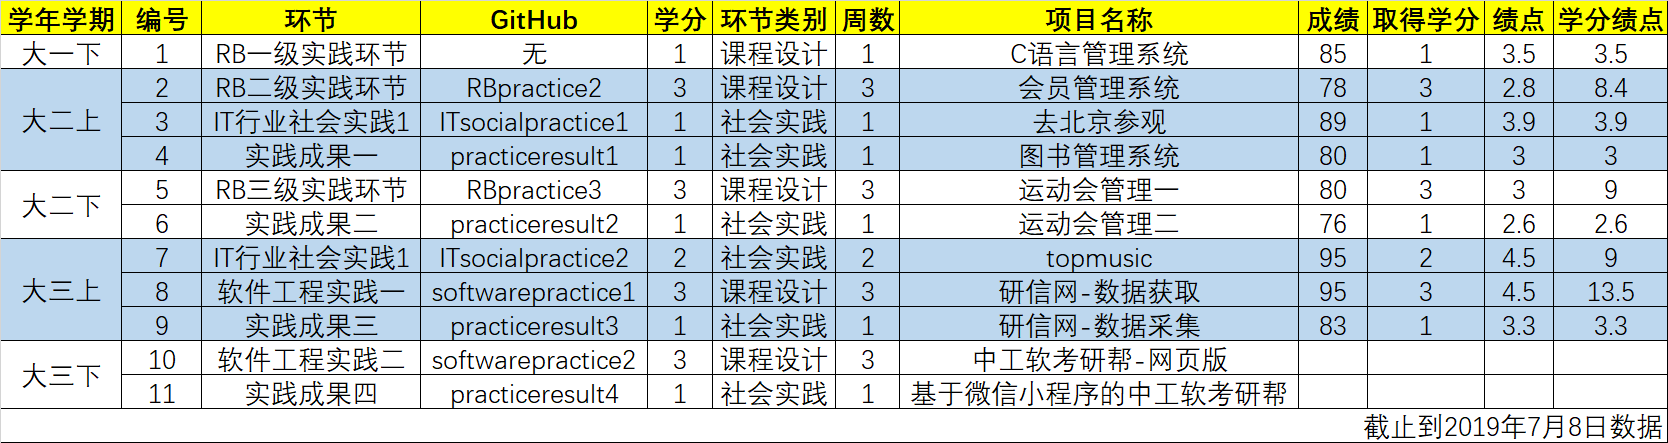 学年学期 编号 环节 GitHub 学分 环节类别 周数 项目名称 成绩 取得学分 绩点 学分绩点
大一下 1 RB一级实践环节 无 1 课程设计 1 C语言管理系统 85 1 3.5 3.5
大二上 2 RB二级实践环节 RBpractice2 3 课程设计 3 会员管理系统 78 3 2.8 8.4
3 IT行业社会实践1 ITsocialpractice1 1 社会实践 1 去北京参观 89 1 3.9 3.9
4 实践成果一 practiceresult1 1 社会实践 1 图书管理系统 80 1 3 3
大二下 5 RB三级实践环节 RBpractice3 3 课程设计 3 运动会管理一 80 3 3 9
6 实践成果二 practiceresult2 1 社会实践 1 运动会管理二 76 1 2.6 2.6
大三上 7 IT行业社会实践1 ITsocialpractice2 2 社会实践 2 topmusic 95 2 4.5 9
8 软件工程实践一 softwarepractice1 3 课程设计 3 研信网-数据获取 95 3 4.5 13.5
9 实践成果三 practiceresult3 1 社会实践 1 研信网-数据采集 83 1 3.3 3.3
大三下 10 软件工程实践二 softwarepractice2 3 课程设计 3 中工软考研帮-网页版
11 实践成果四 practiceresult4 1 社会实践 1 基于微信小程序的中工软考研帮
截止到2019年7月8日数据